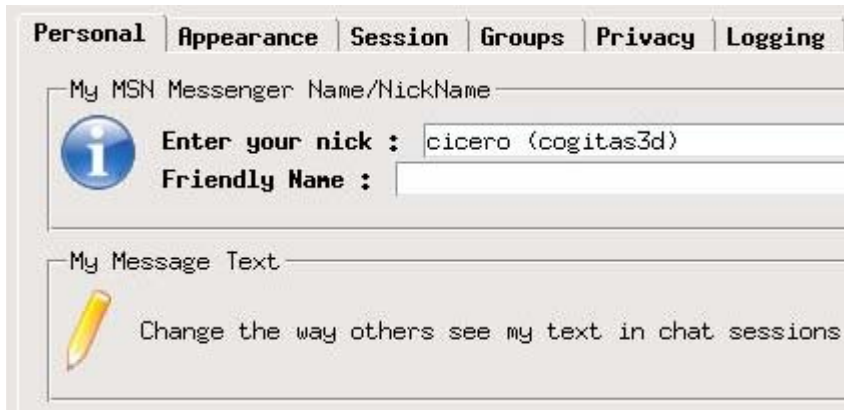 Personal Appearance Session Groups Privacy Logging
My MSN Messenger Name/NickName
Enter your nick : cicero (cogitas3d)
Friendly Name :
My Message Text
Change the way others see my text in chat sessions